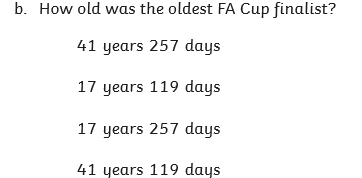 b. How old was the oldest FA Cup finalist?
41 years 257 days
17 years 119 days
17 years 257 days
41 years 119 days